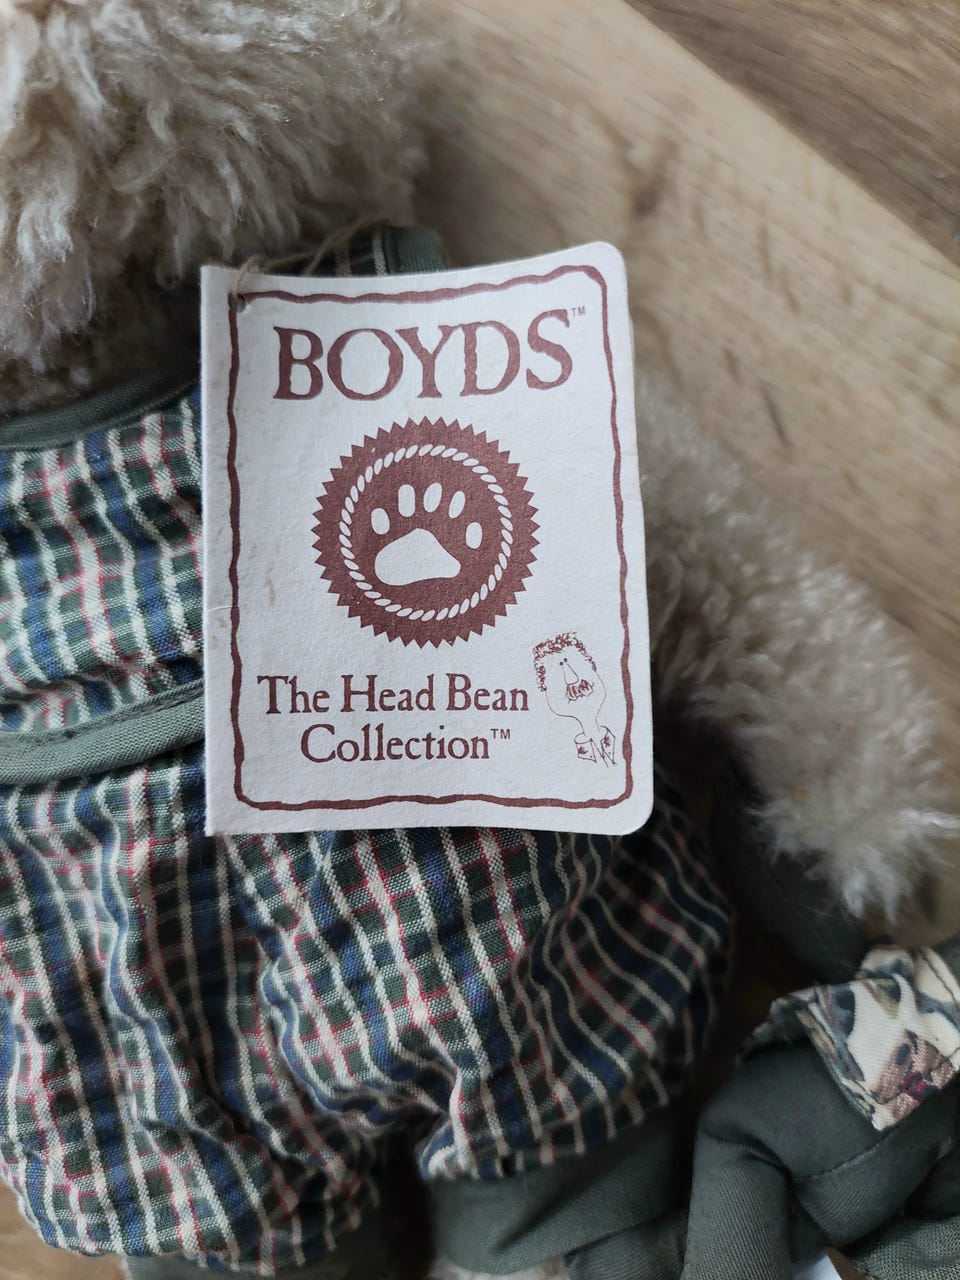 BOYDS™
The Head Bean
Collection™